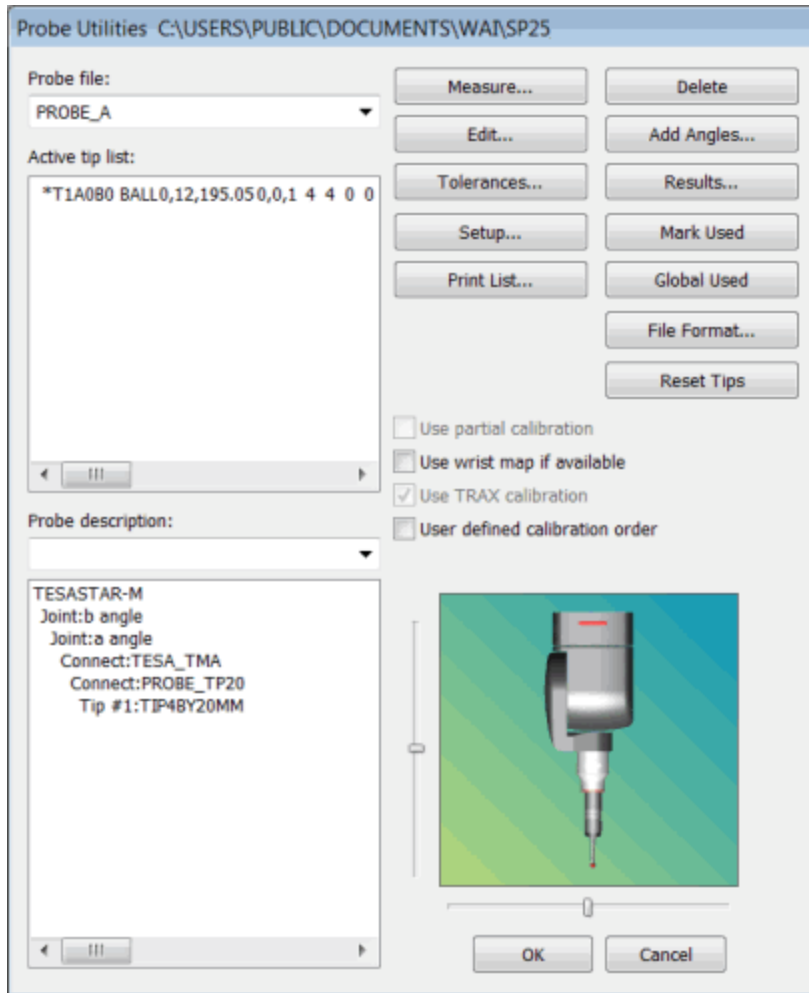 Probe Utilities C:\USERS\PUBLIC\DOCUMENTS\WAI\SP25
Probe file:
PROBE_A
Active tip list:
*T1A0B0 BALL0,12,195.050,0,1 4 4 0 0
Measure...
Delete
Edit...
Add Angles...
Tolerances...
Results...
Setup...
Mark Used
Print List...
Global Used
File Format...
Reset Tips
Use partial calibration
Use wrist map if available
Use TRAX calibration
User defined calibration order
Probe description:
TESASTAR-M
Joint:b angle
Joint:a angle
Connect:TESA_TMA
Connect:PROBE_TP20
Tip #1:TIP4BY20MM
OK
Cancel